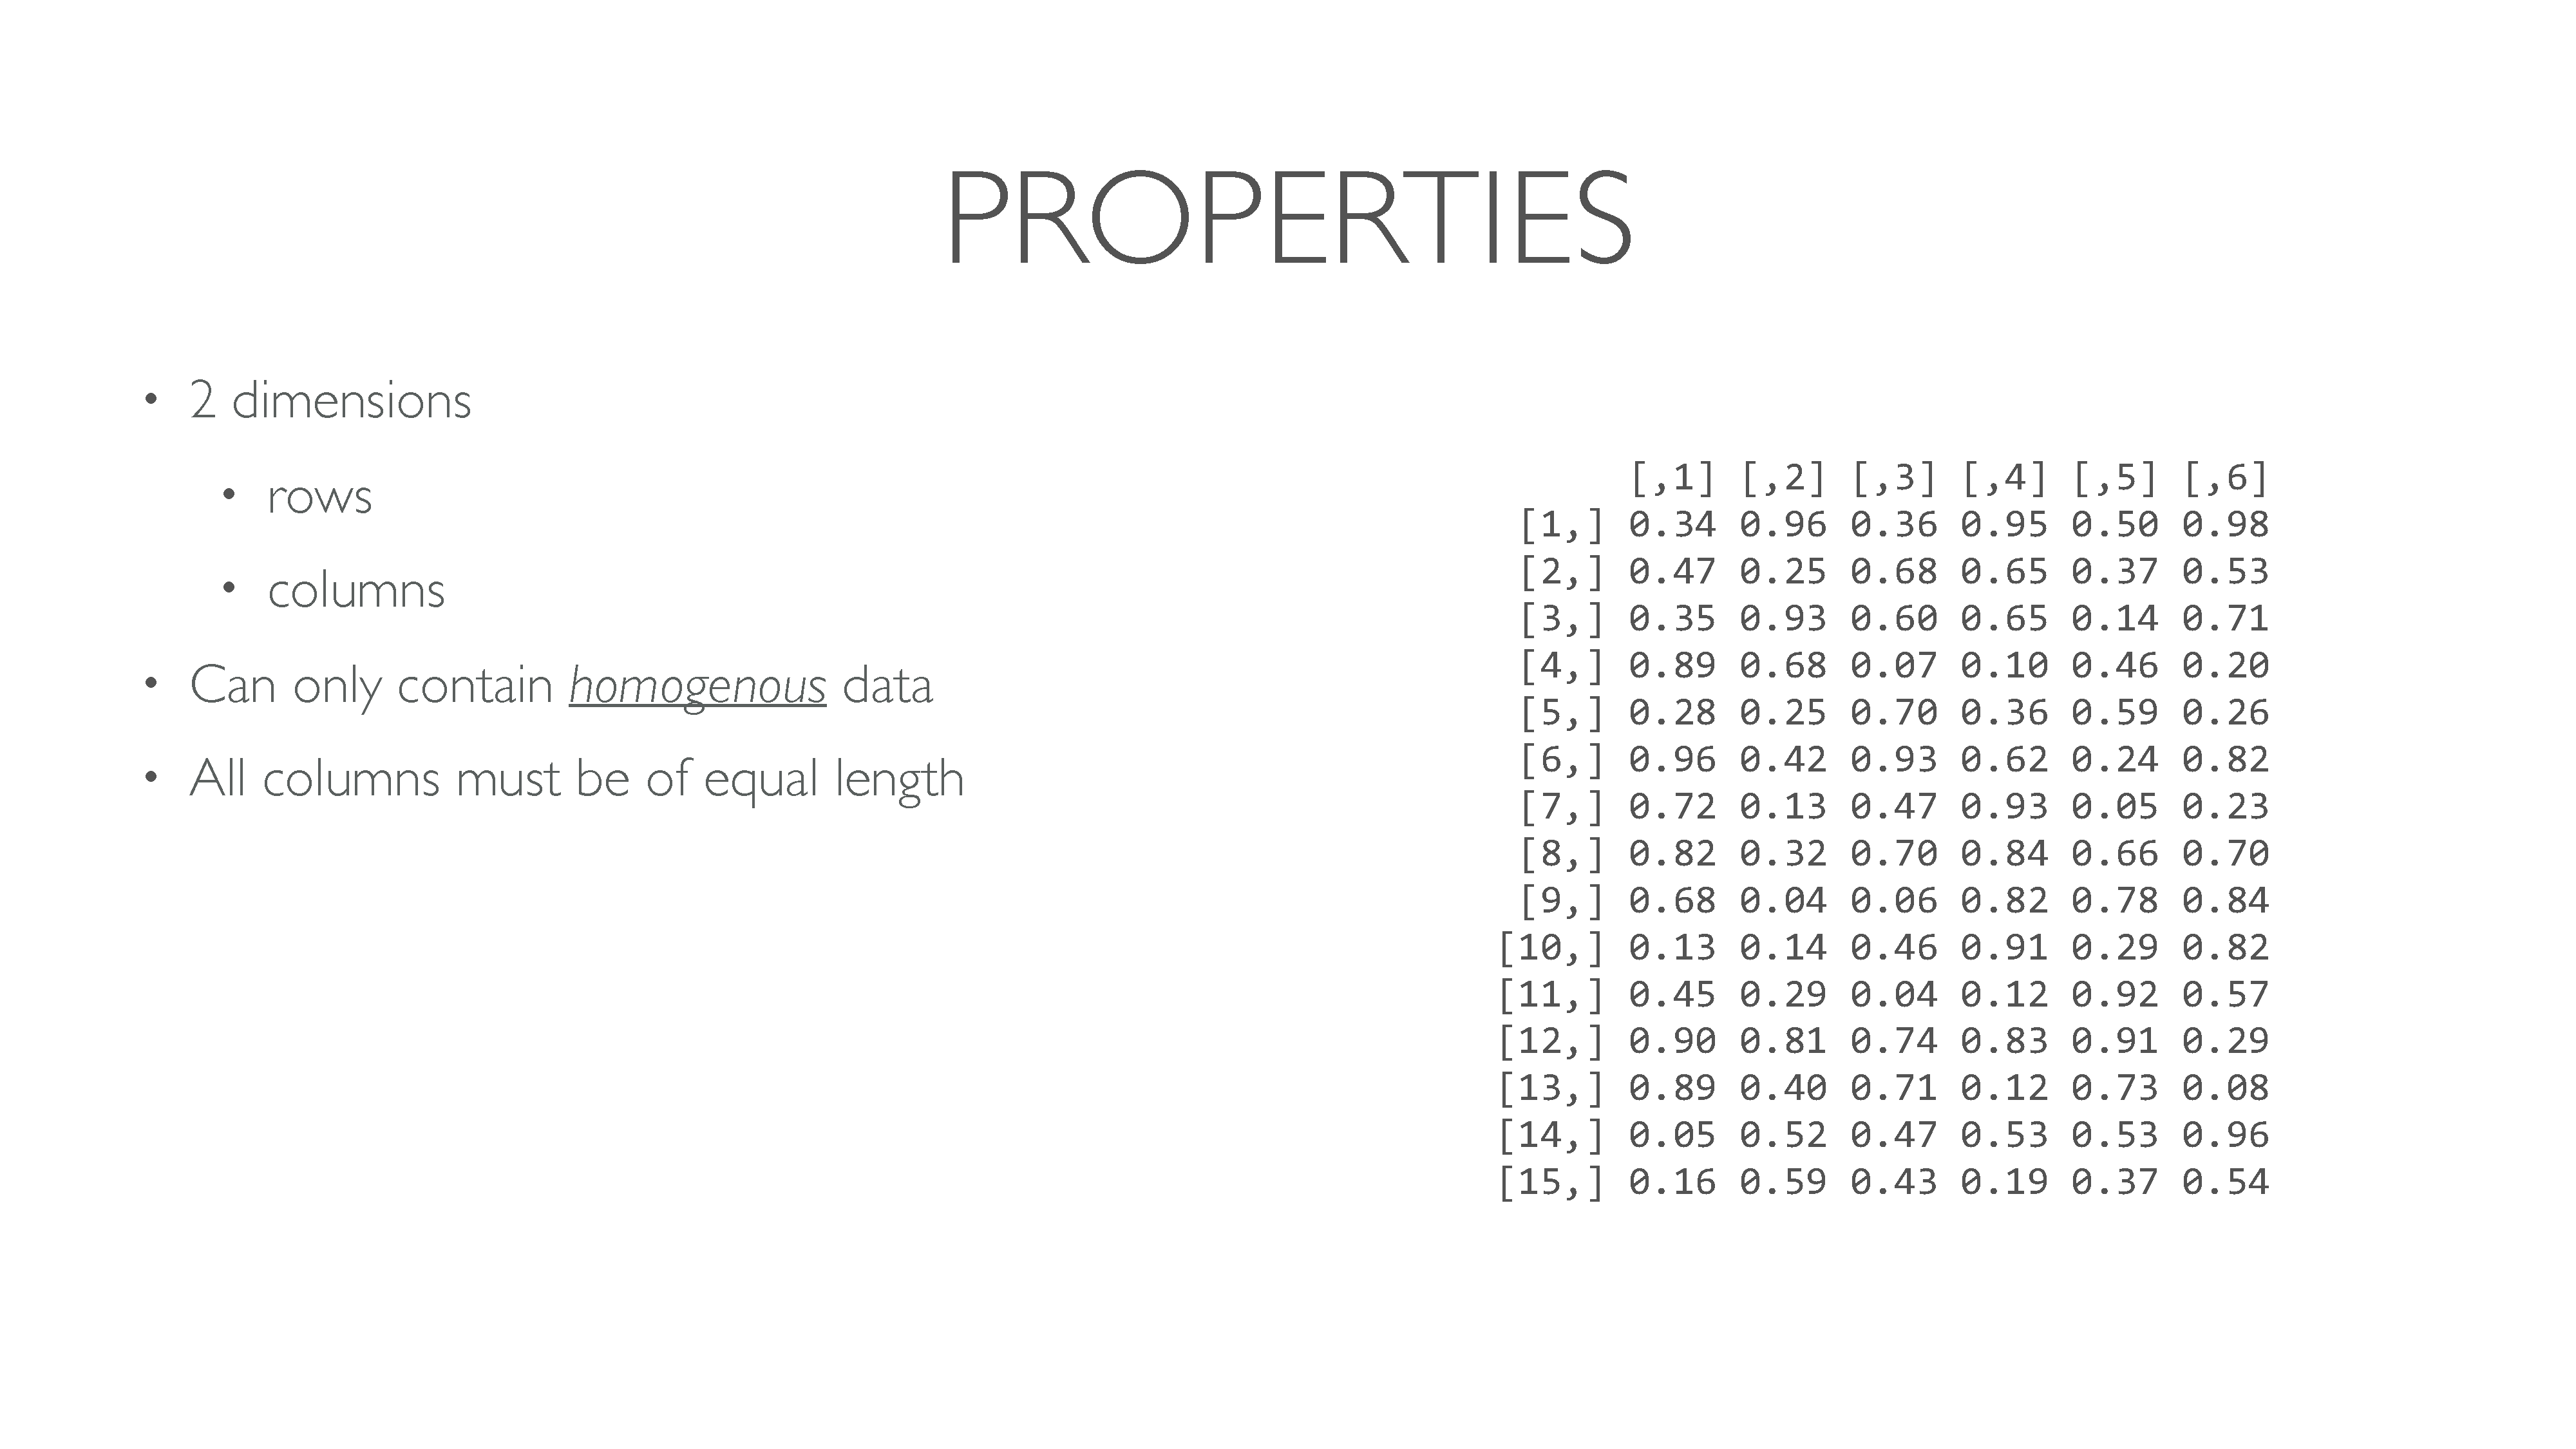 PROPERTIES
• 2 dimensions
• rows
• columns
• Can only contain homogenous data
• All columns must be of equal length
[,1] [,2] [,3] [,4] [,5] [,6]
[1,] 0.34 0.96 0.36 0.95 0.50 0.98
[2,] 0.47 0.25 0.68 0.65 0.37 0.53
[3,] 0.35 0.93 0.60 0.65 0.14 0.71
[4,] 0.89 0.68 0.07 0.10 0.46 0.20
[5,] 0.28 0.25 0.70 0.36 0.59 0.26
[6,] 0.96 0.42 0.93 0.62 0.24 0.82
[7,] 0.72 0.13 0.47 0.93 0.05 0.23
[8,] 0.82 0.32 0.70 0.84 0.66 0.70
[9,] 0.68 0.04 0.06 0.82 0.78 0.84
[10,] 0.13 0.14 0.46 0.91 0.29 0.82
[11,] 0.45 0.29 0.04 0.12 0.92 0.57
[12,] 0.90 0.81 0.74 0.83 0.91 0.29
[13,] 0.89 0.40 0.71 0.12 0.73 0.08
[14,] 0.05 0.52 0.47 0.53 0.53 0.96
[15,] 0.16 0.59 0.43 0.19 0.37 0.54